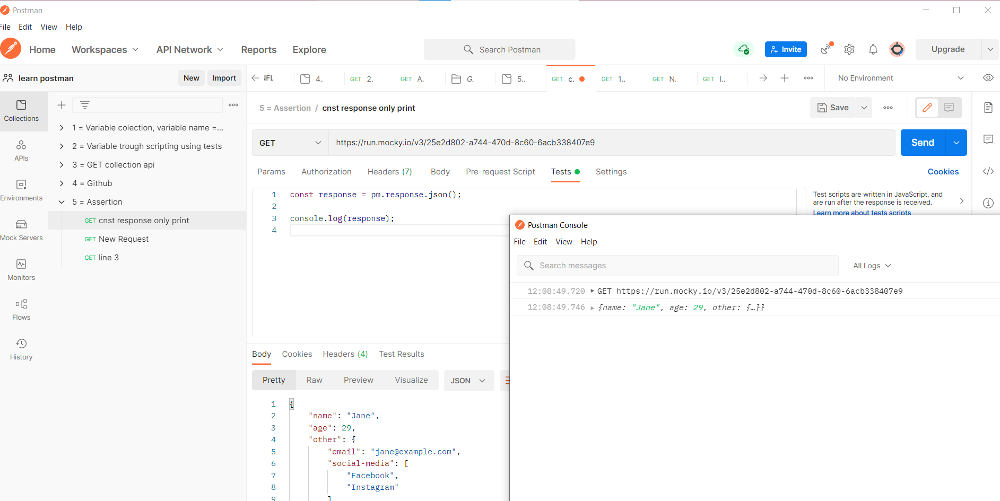 Postman
File Edit View Help
Home Workspaces API Network Reports Explore
Search Postman
Invite
Upgrade
learn postman
New Import
IFL 4.. GET 2. GET A. G. 5.. GET c. GET 1.. GET N. GET I..
No Environment
Collections
APIs
Environments
Mock Servers
Monitors
Flows
History
1 = Variable colection, variable name =...
2 = Variable trough scripting using tests
3 = GET collection api
4 = Github
5 = Assertion
GET cnst response only print
GET New Request
GET line 3
5 = Assertion / cnst response only print
Save
GET https://run.mocky.io/v3/25e2d802-a744-470d-8c60-6acb338407e9
Send
Params Authorization Headers (7) Body Pre-request Script Tests Settings
Cookies
1 const response = pm.response.json();
2
3 console.log(response);
4
Test scripts are written in JavaScript, and
are run after the response is received.
Learn more about tests scripts
Postman Console
File Edit View Help
Search messages
All Logs
12:08:49.720 GET https://run.mocky.io/v3/25e2d802-a744-470d-8c60-6acb338407e9
12:08:49.746 {name: "Jane", age: 29, other: {…}}
Body Cookies Headers (4) Test Results
Pretty Raw Preview Visualize JSON
1 {
2 "name": "Jane",
3 "age": 29,
4 "other": {
5 "email": "jane@example.com",
6 "social-media": [
7 "Facebook",
8 "Instagram"
9 ]